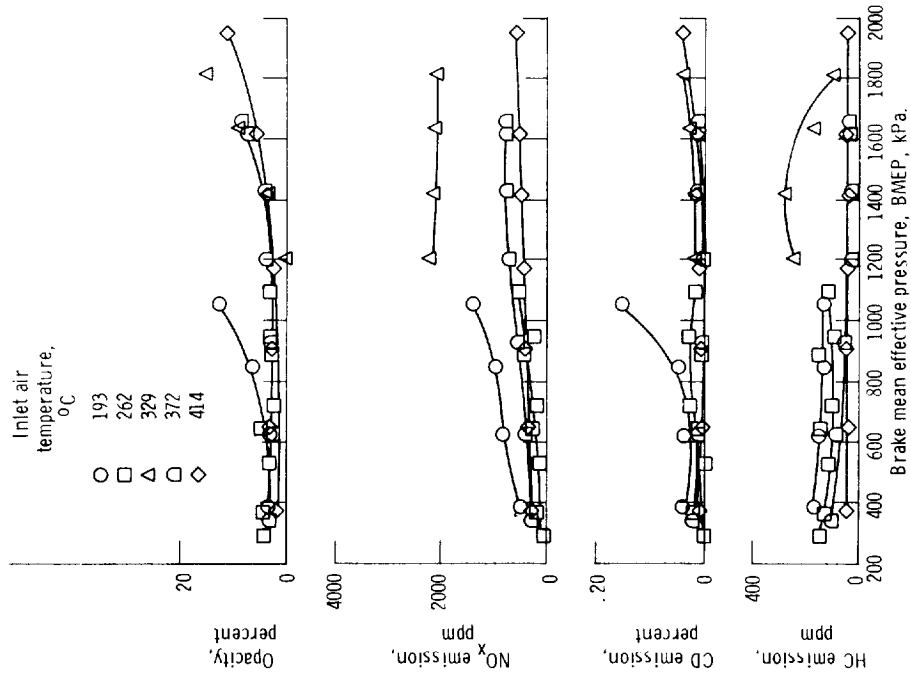 Inlet air
temperature,
°C
193
262
329
372
414
20
0
Opacity,
percent
4000
2000
0
NOx emission,
ppm
.20
0
CD emission,
percent
400
0
HC emission,
ppm
200
400
600
800
1000
1200
1400
1600
1800
2000
Brake mean effective pressure, BMEP, kPa.